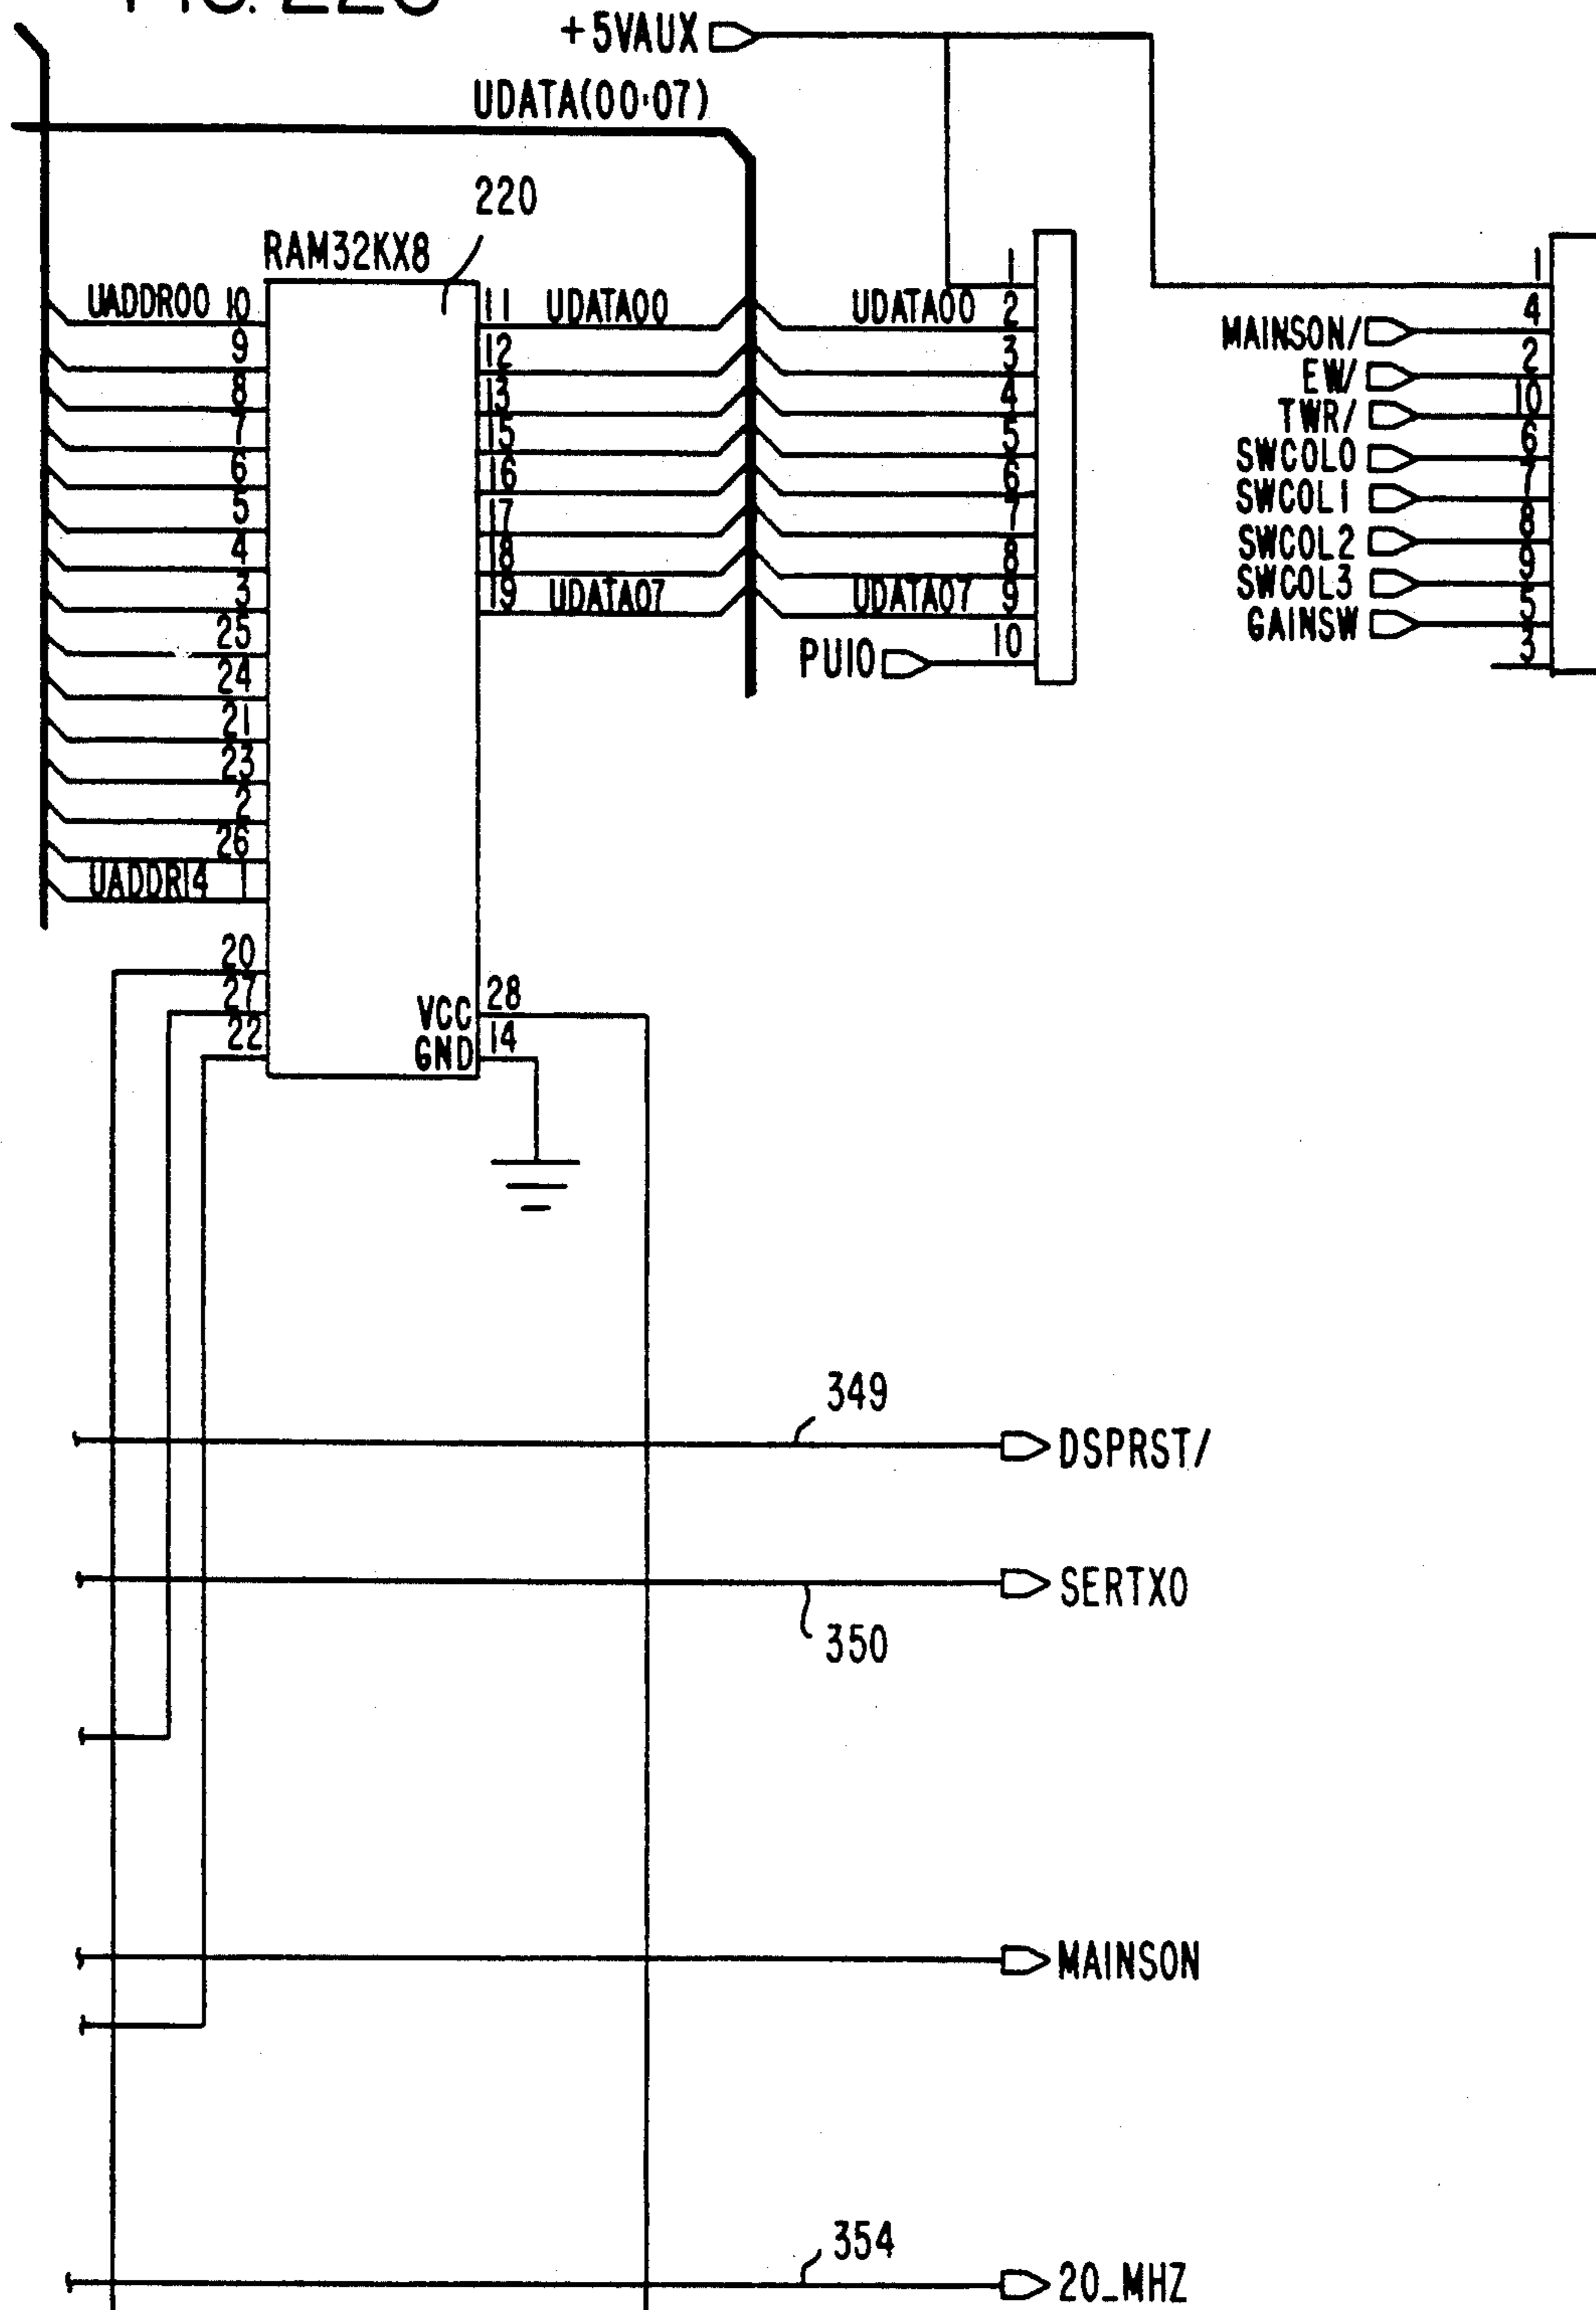 +5VAUX
UDATA(00:07)
220
RAM32KX8
UADDR00 10
9
8
7
6
5
4
3
25
24
21
23
2
26
UADDR14 1
20
27
22
11 UDATA00
12
13
15
16
17
18
19 UDATA07
VCC 28
GND 14
1
UDATA00 2
3
4
5
6
7
8
UDATA07 9
PU10 10
1
MAINSON/ 4
EW/ 2
TWR/ 10
SWCOL0 6
SWCOL1 7
SWCOL2 8
SWCOL3 9
GAINSW 5
3
349
DSPRST/
SERTX0
350
MAINSON
354
20_MHZ